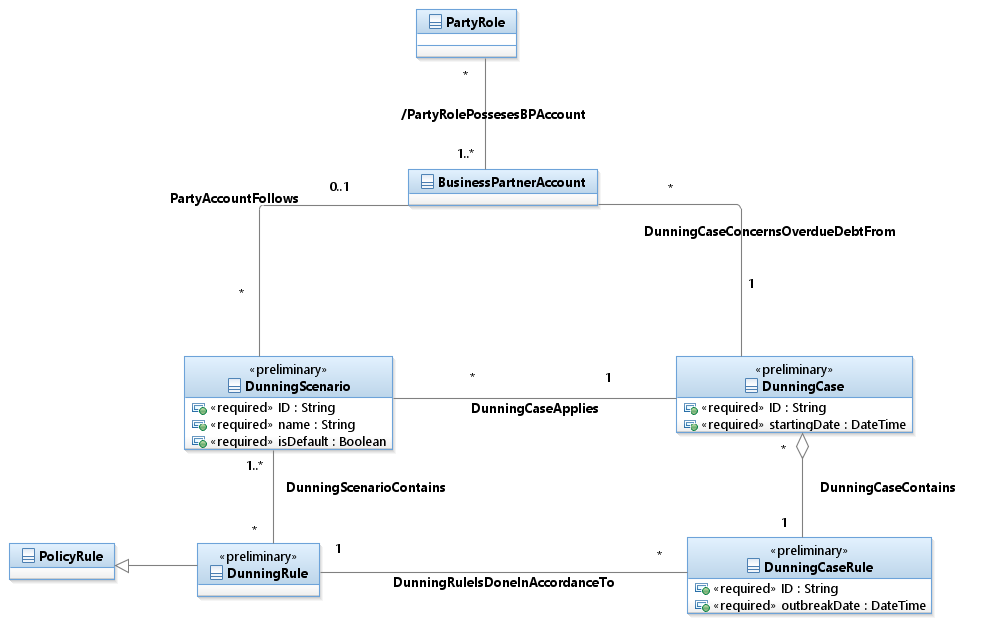 PartyRole
*
/PartyRolePossesesBPAccount
1..*
BusinessPartnerAccount
0..1
*
PartyAccountFollows
DunningCaseConcernsOverdueDebtFrom
*
1
«preliminary»
DunningScenario
«required» ID : String
«required» name : String
«required» isDefault : Boolean
*
1
DunningCaseApplies
«preliminary»
DunningCase
«required» ID : String
«required» startingDate : DateTime
1..*
*
DunningScenarioContains
DunningCaseContains
*
1
PolicyRule
«preliminary»
DunningRule
1
*
DunningRuleIsDoneInAccordanceTo
«preliminary»
DunningCaseRule
«required» ID : String
«required» outbreakDate : DateTime